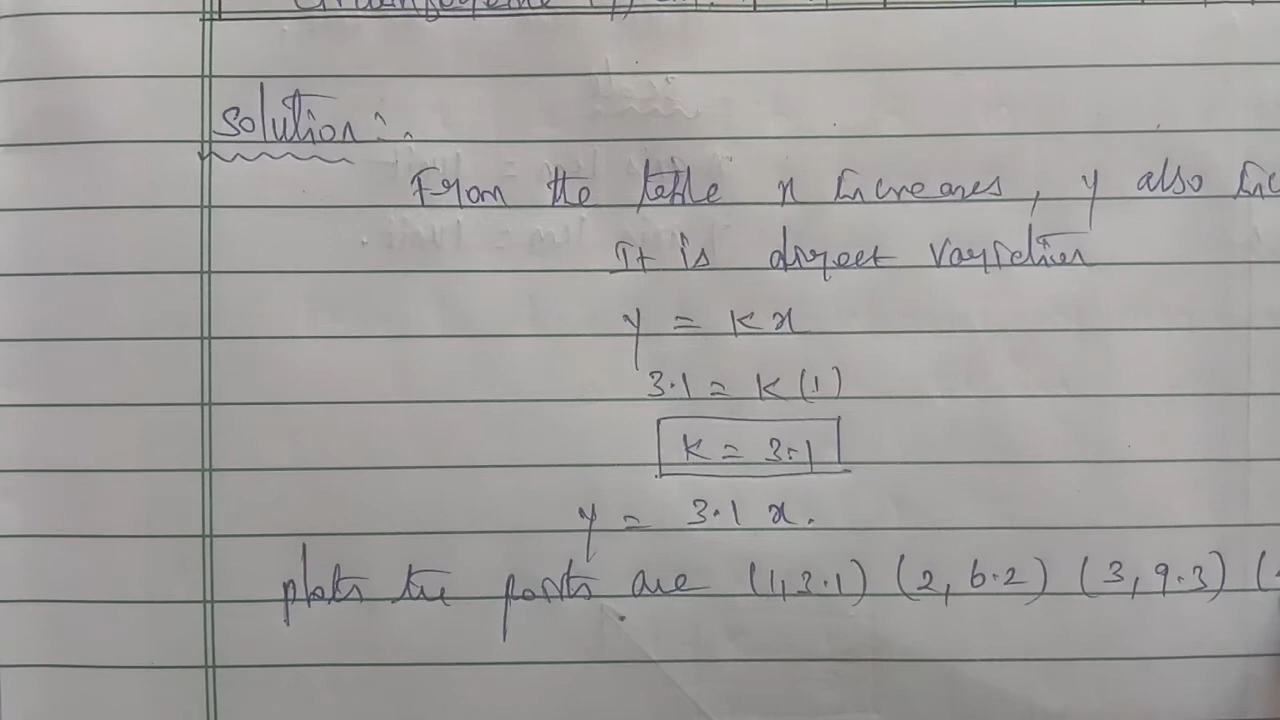 Solution:-
From the table x increases, y also Inc
It is direct variation
y = kx
3.1 = k(1)
k = 3.1
y = 3.1 x.
plots the points are (1,3.1) (2, 6.2) (3, 9.3) (